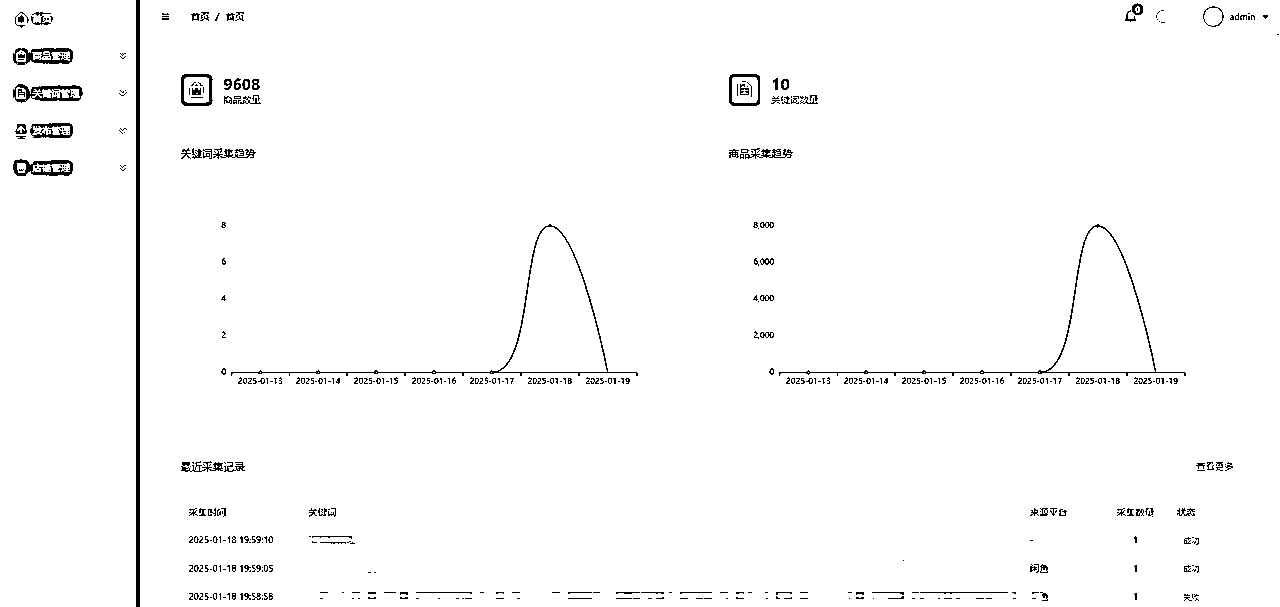 首页
商品管理
关键词管理
发布管理
店铺管理
首页 / 首页
0
admin
9608
商品数量
10
关键词数量
关键词采集趋势
8
6
4
2
0
2025-01-13 2025-01-14 2025-01-15 2025-01-16 2025-01-17 2025-01-18 2025-01-19
商品采集趋势
8,000
6,000
4,000
2,000
0
2025-01-13 2025-01-14 2025-01-15 2025-01-16 2025-01-17 2025-01-18 2025-01-19
最近采集记录 查看更多
采集时间 关键词 来源平台 采集数量 状态
2025-01-18 19:59:10 - 1 成功
2025-01-18 19:59:05 闲鱼 1 成功
2025-01-18 19:58:58 1 失败